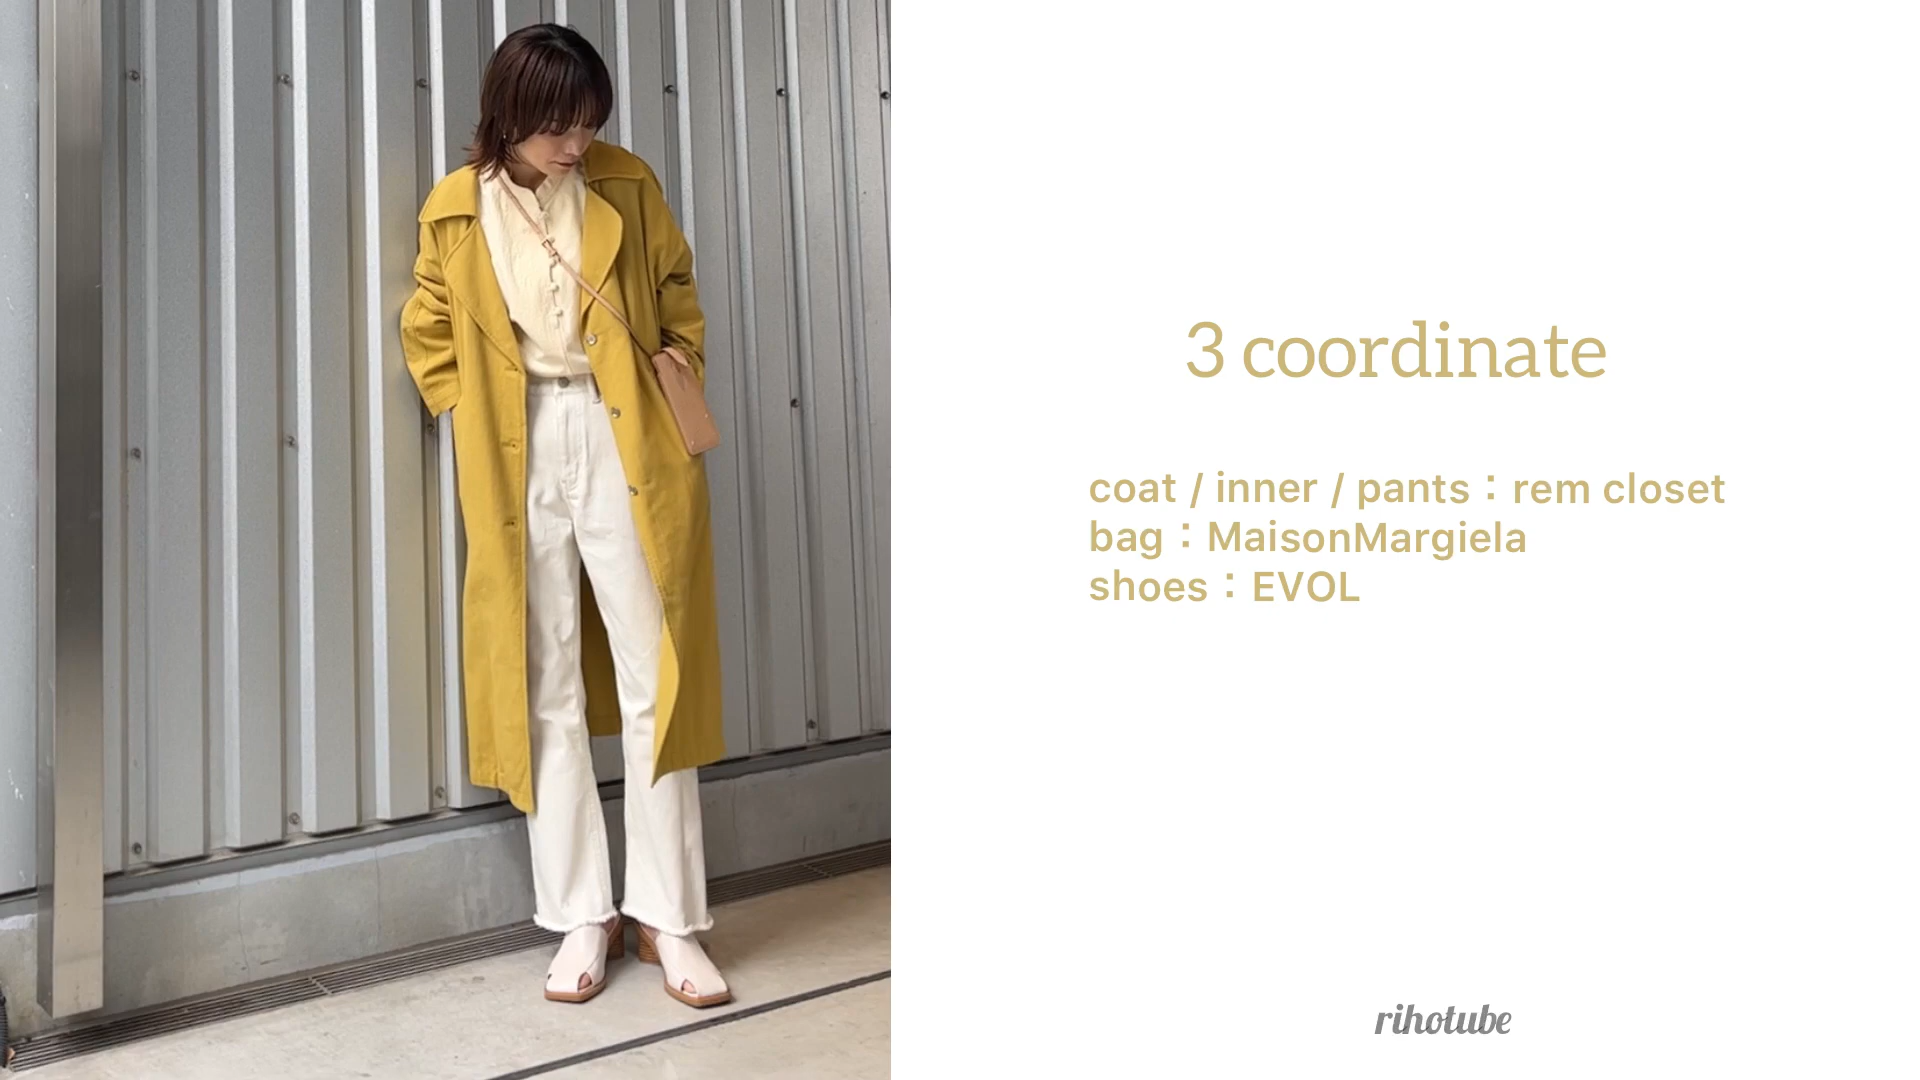 3 coordinate
coat / inner / pants：rem closet
bag：MaisonMargiela
shoes：EVOL
rihotube